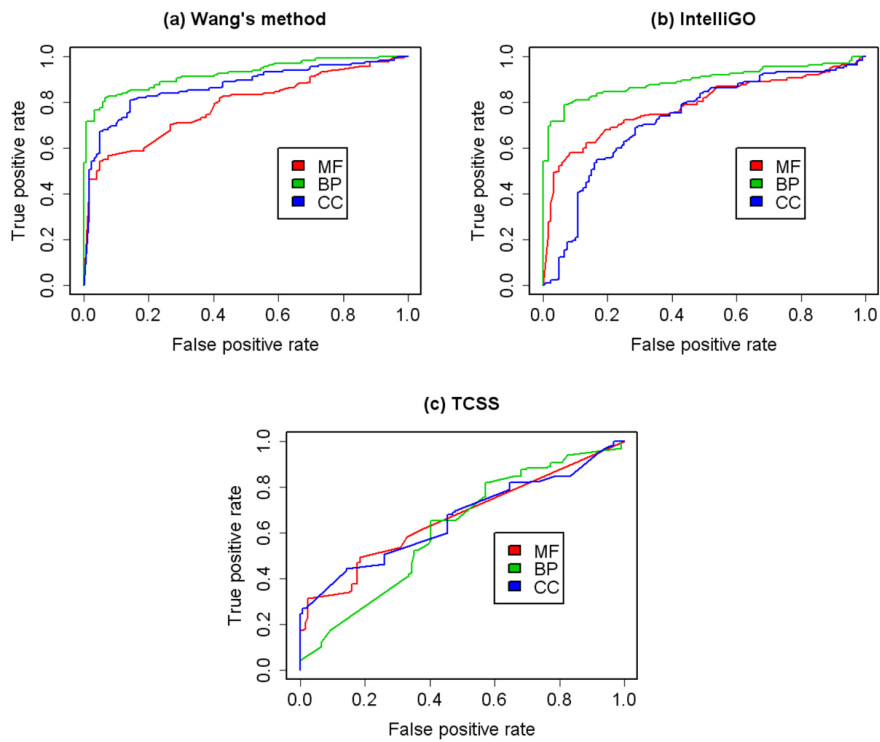 (a) Wang's method
True positive rate
0.0 0.2 0.4 0.6 0.8 1.0
MF
BP
CC
0.0 0.2 0.4 0.6 0.8 1.0
False positive rate
(b) IntelliGO
True positive rate
0.0 0.2 0.4 0.6 0.8 1.0
MF
BP
CC
0.0 0.2 0.4 0.6 0.8 1.0
False positive rate
(c) TCSS
True positive rate
0.0 0.2 0.4 0.6 0.8 1.0
MF
BP
CC
0.0 0.2 0.4 0.6 0.8 1.0
False positive rate